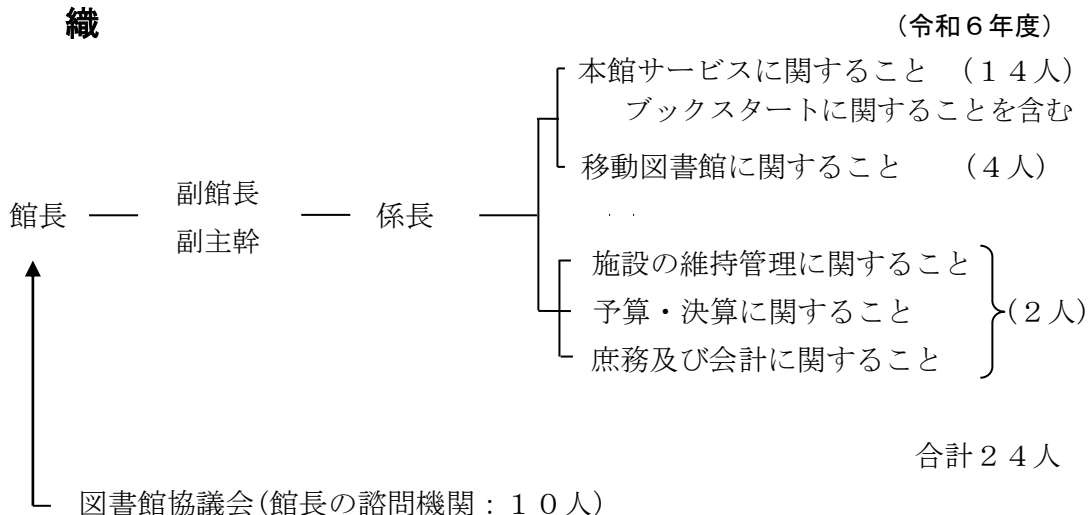 織
（令和６年度）
本館サービスに関すること　（１４人）
ブックスタートに関することを含む
移動図書館に関すること　　（４人）
副館長
館長
係長
副主幹
施設の維持管理に関すること
予算・決算に関すること
(２人)
庶務及び会計に関すること
合計２４人
図書館協議会(館長の諮問機関：１０人)